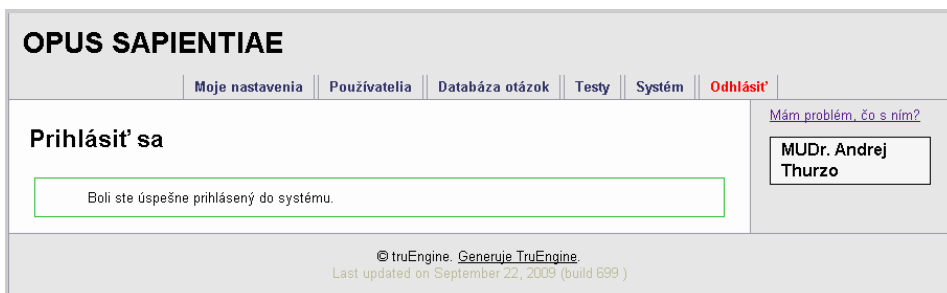 OPUS SAPIENTIAE
Moje nastavenia Používatelia Databáza otázok Testy Systém Odhlásiť
Mám problém, čo s ním?
Prihlásiť sa
MUDr. Andrej
Thurzo
Boli ste úspešne prihlásený do systému.
© truEngine. Generuje TruEngine.
Last updated on September 22, 2009 (build 699 )